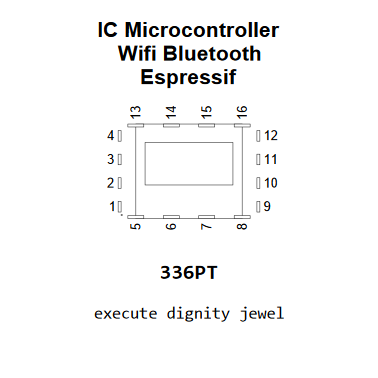 IC Microcontroller
Wifi Bluetooth
Espressif
13 14 15 16
4 12
3 11
2 10
1 9
5 6 7 8
336PT
execute dignity jewel